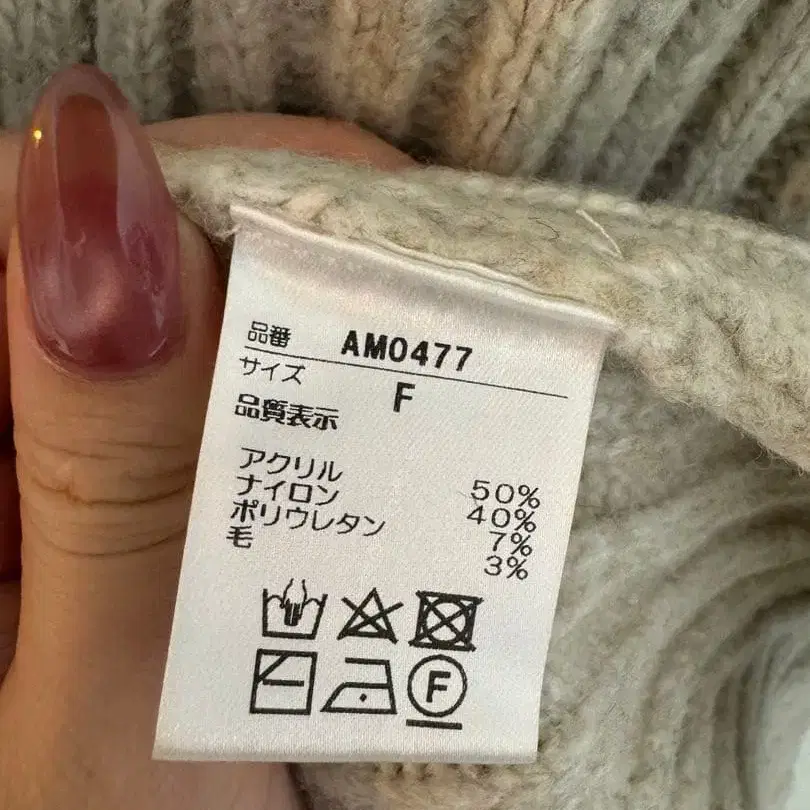 品番 AM0477
サイズ F
品質表示
アクリル 50%
ナイロン 40%
ポリウレタン 7%
毛 3%
F